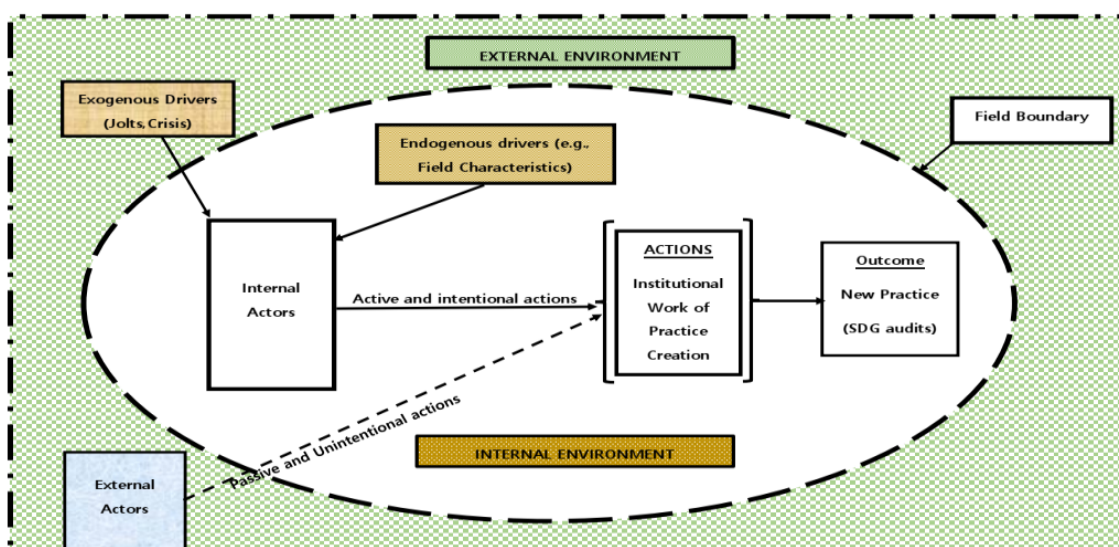 EXTERNAL ENVIRONMENT
Exogenous Drivers
(Jolts,Crisis)
Field Boundary
Endogenous drivers (e.g.,
Field Characteristics)
Internal
Actors
Active and intentional actions
ACTIONS
Institutional
Work of
Practice
Creation
Outcome
New Practice
(SDG audits)
Passive and Unintentional actions
INTERNAL ENVIRONMENT
External
Actors